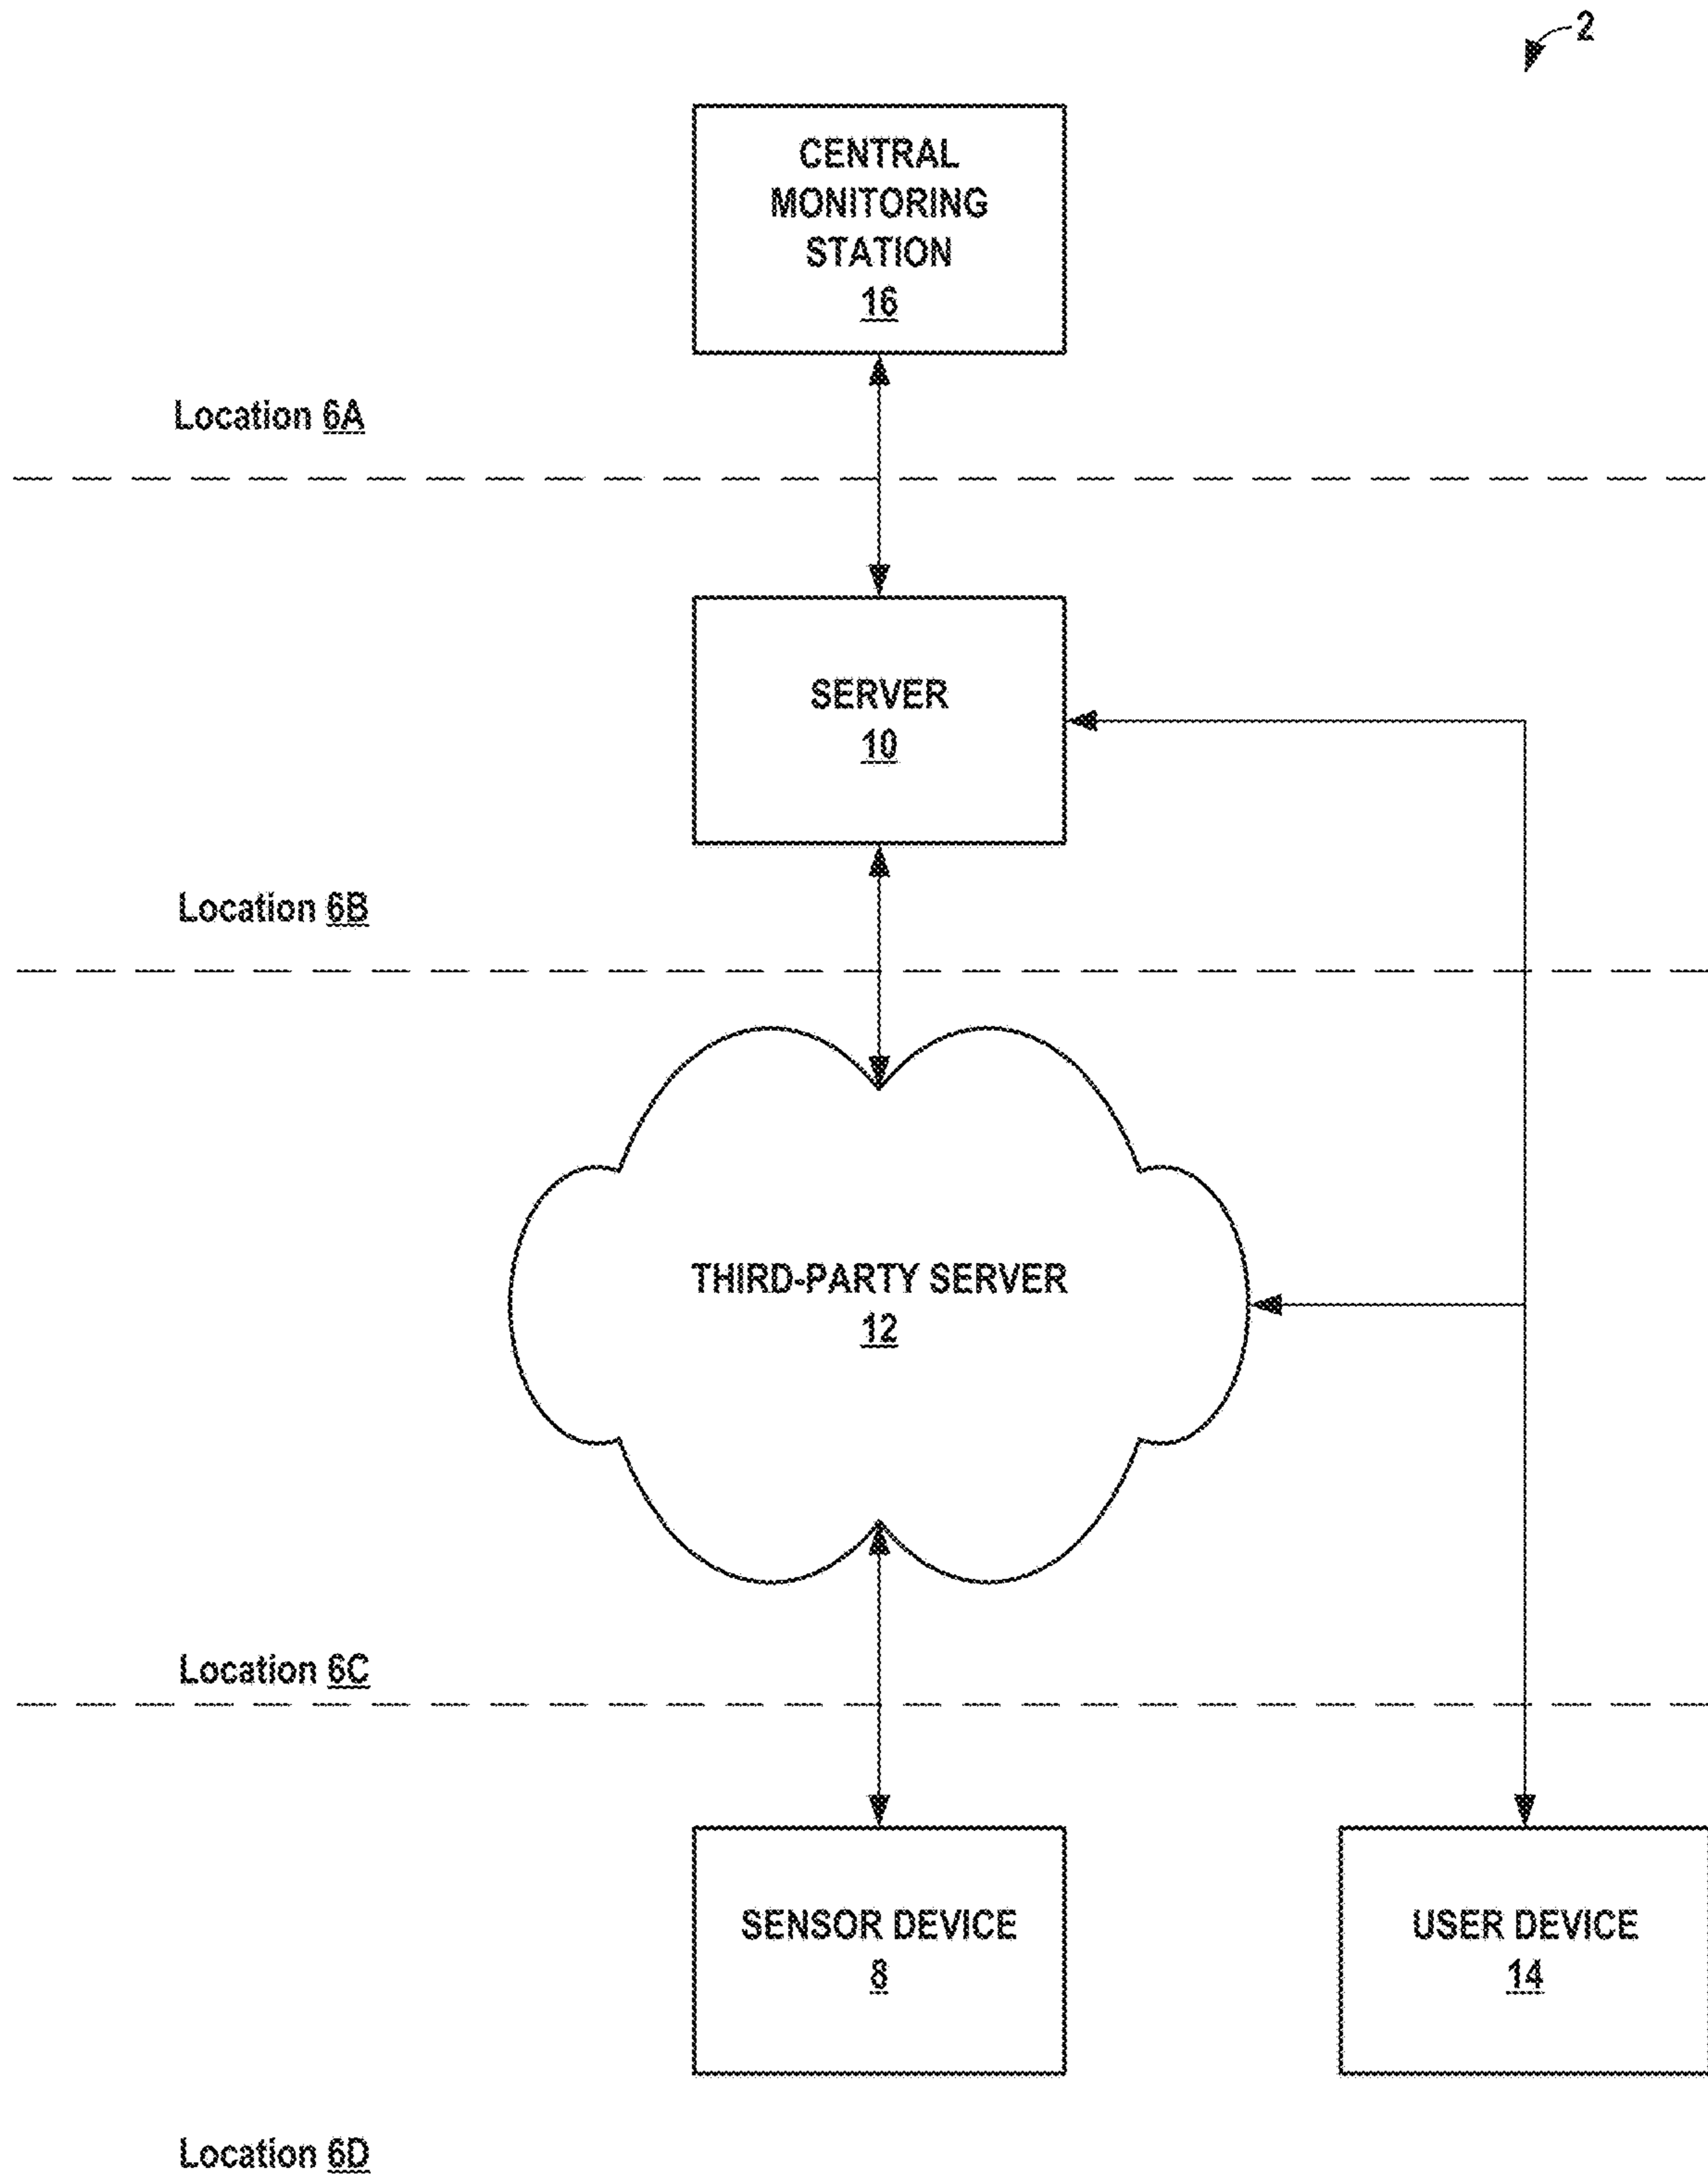 2
CENTRAL
MONITORING
STATION
16
Location 6A
SERVER
10
Location 6B
THIRD-PARTY SERVER
12
Location 6C
SENSOR DEVICE
8
USER DEVICE
14
Location 6D